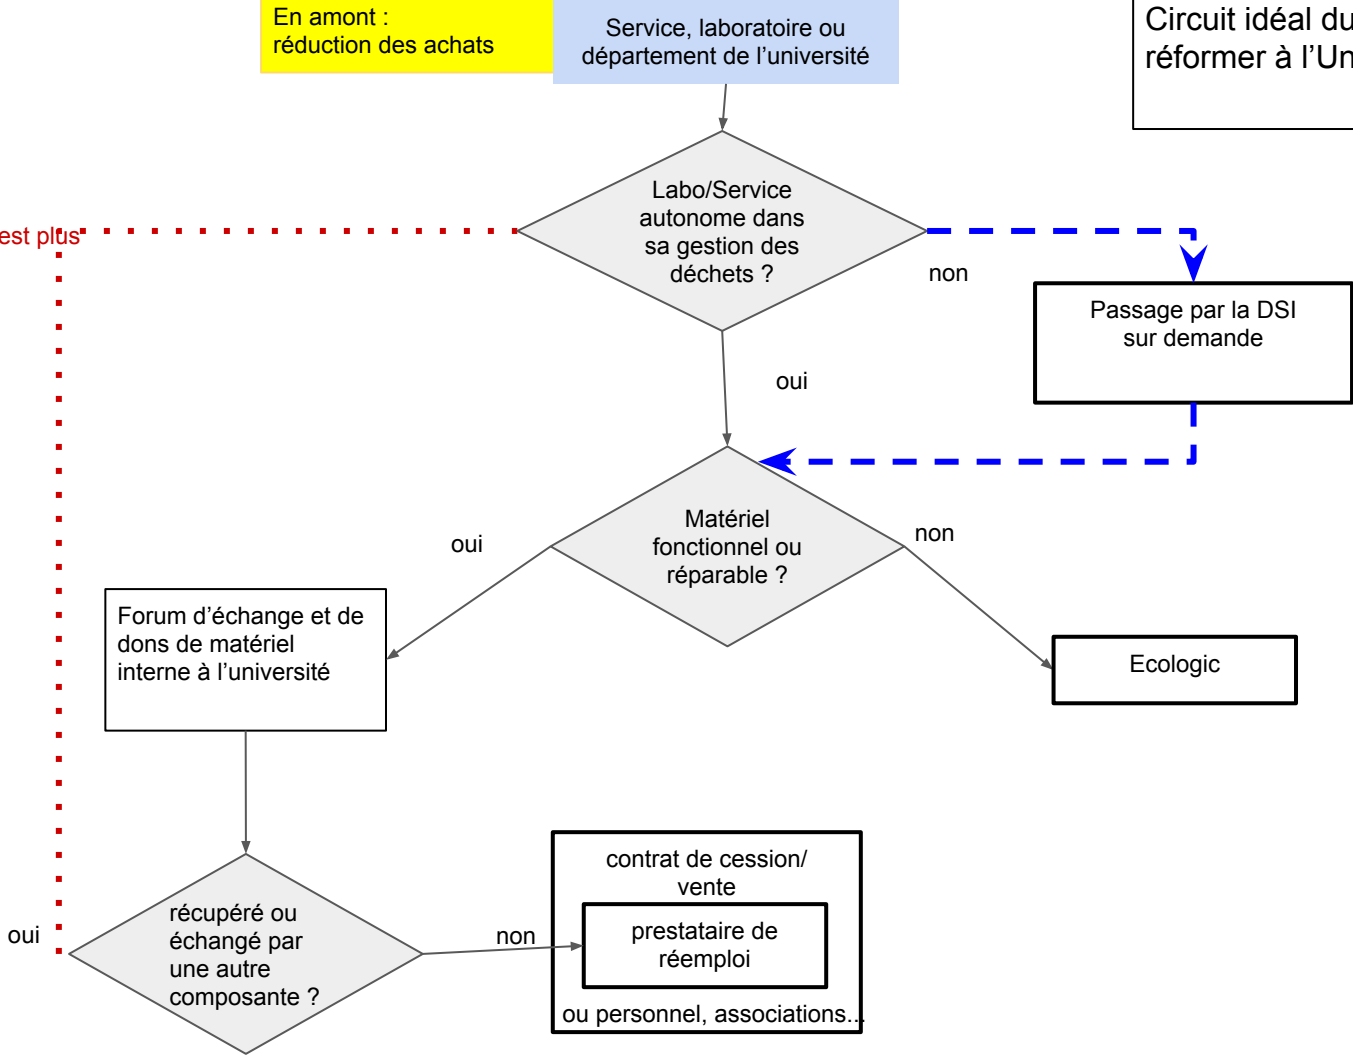 En amont :
réduction des achats
Service, laboratoire ou
département de l’université
Circuit idéal du
réformer à l’Un
Labo/Service
autonome dans
sa gestion des
déchets ?
est plus
non
Passage par la DSI
sur demande
oui
Matériel
fonctionnel ou
réparable ?
oui
non
Forum d’échange et de
dons de matériel
interne à l’université
Ecologic
récupéré ou
échangé par
une autre
composante ?
oui
non
contrat de cession/
vente
prestataire de
réemploi
ou personnel, associations...